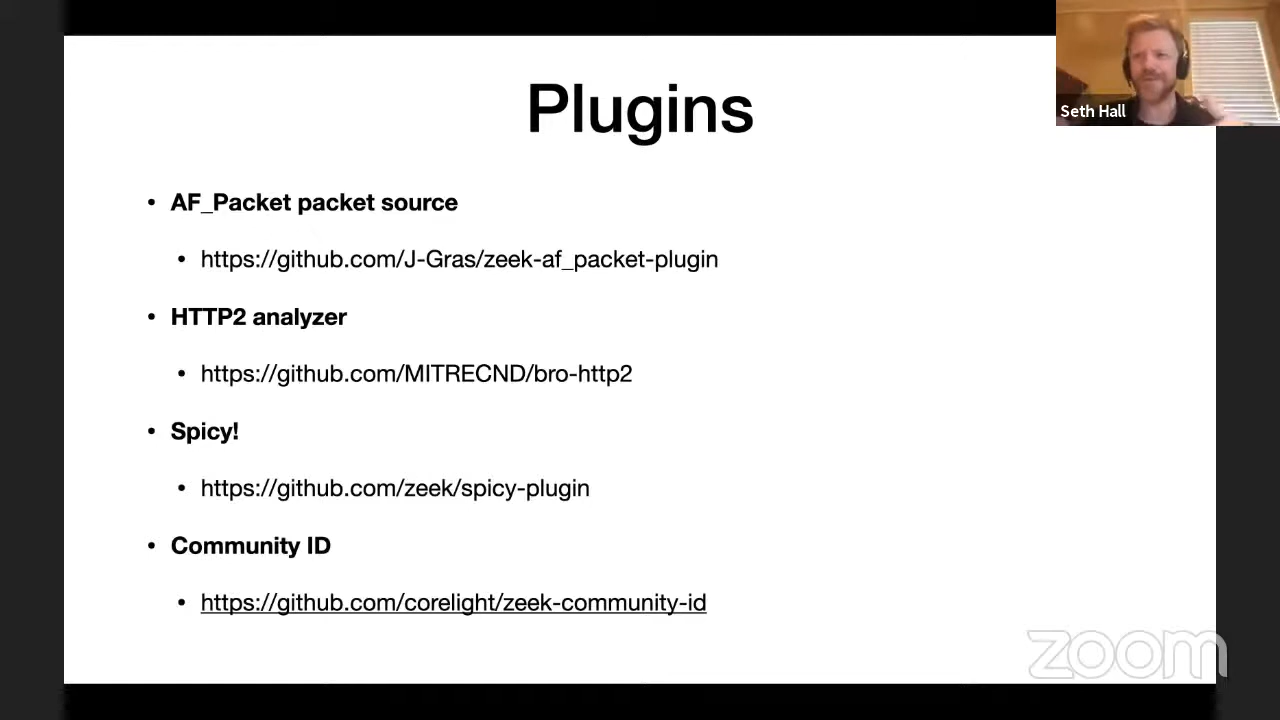 Plugins
Seth Hall
• AF_Packet packet source
• https://github.com/J-Gras/zeek-af_packet-plugin
• HTTP2 analyzer
• https://github.com/MITRECND/bro-http2
• Spicy!
• https://github.com/zeek/spicy-plugin
• Community ID
• https://github.com/corelight/zeek-community-id
zoom